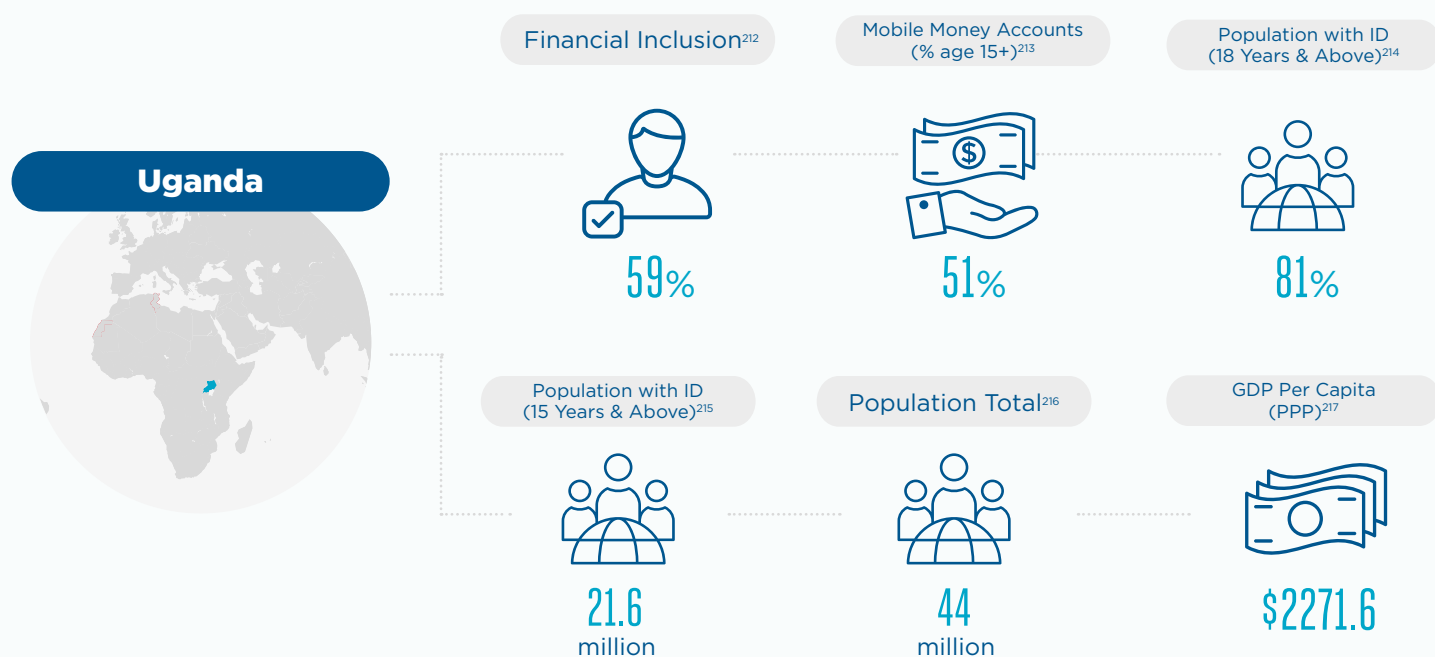 Uganda
Financial Inclusion212
Mobile Money Accounts
(% age 15+)213
Population with ID
(18 Years & Above)214
$
59%
51%
81%
Population with ID
(15 Years & Above)215
Population Total216
GDP Per Capita
(PPP)217
21.6
million
44
million
$2271.6